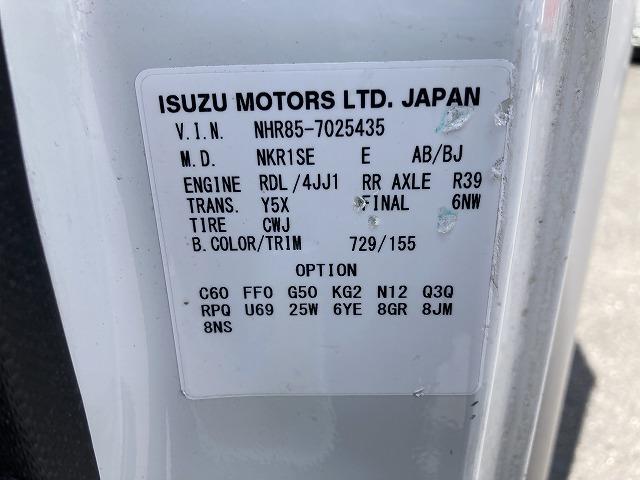 ISUZU MOTORS LTD. JAPAN
V.I.N. NHR85-7025435
M.D. NKR1SE E AB/BJ
ENGINE RDL/4JJ1 RR AXLE R39
TRANS. Y5X FINAL 6NW
TIRE CWJ
B.COLOR/TRIM 729/155
OPTION
C60 FF0 G50 KG2 N12 Q3Q
RPQ U69 25W 6YE 8GR 8JM
8NS